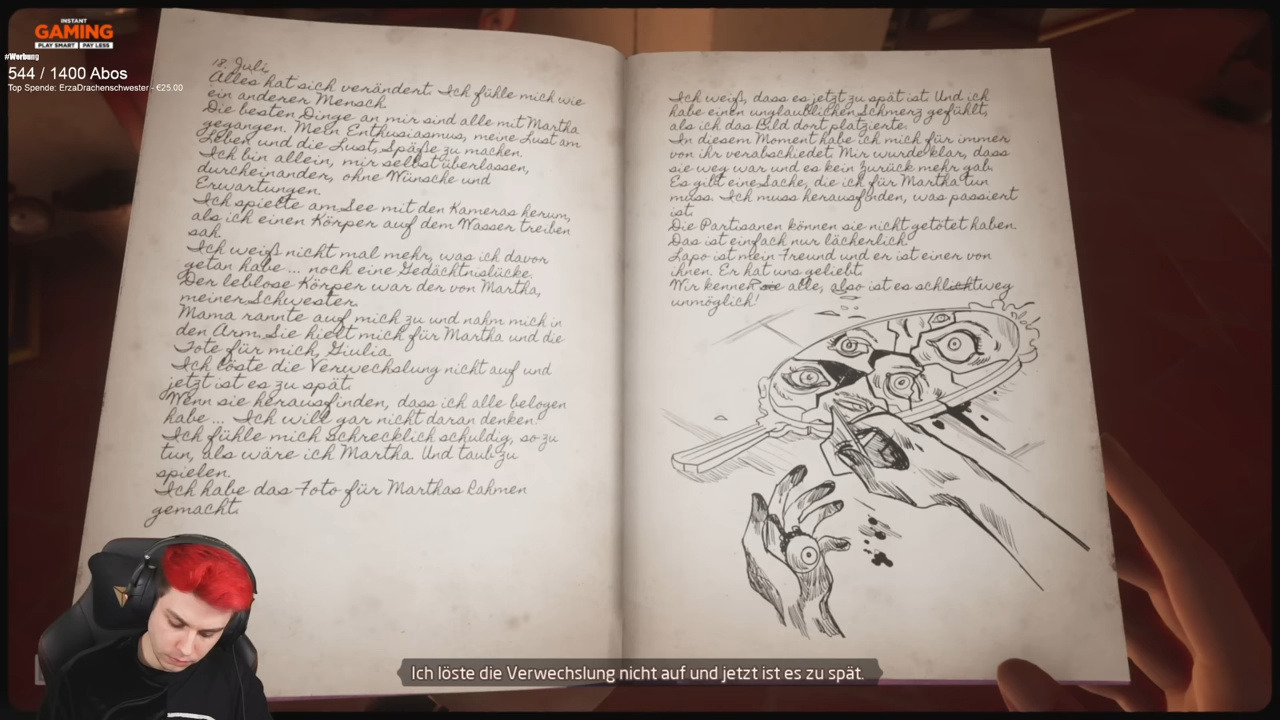 INSTANT
GAMING
PLAY SMART PAY LESS
#Werbung
544 / 1400 Abos
Top Spende: ErzaDrachenschwester - €25.00
18. Juli
Alles hat sich verändert. Ich fühle mich wie
ein anderer Mensch.
Die besten Dinge an mir sind alle mit Martha
gegangen. Mein Enthusiasmus, meine Lust am
Leben und die Lust, Späße zu machen.
Ich bin allein, mir selbst überlassen,
durcheinander, ohne Wünsche und
Erwartungen.
Ich spielte am See mit den Kameras herum,
als ich einen Körper auf dem Wasser treiben
sah.
Ich weiß nicht mal mehr, was ich davor
getan habe ... noch eine Gedächtnislücke.
Der leblose Körper war der von Martha,
meiner Schwester.
Mama rannte auf mich zu und nahm mich in
den Arm. Sie hielt mich für Martha und die
Tote für mich, Giulia.
Ich löste die Verwechslung nicht auf und
jetzt ist es zu spät.
Wenn sie herausfinden, dass ich alle belogen
habe ... Ich will gar nicht daran denken!
Ich fühle mich schrecklich schuldig, so zu
tun, als wäre ich Martha. Und taub zu
spielen.
Ich habe das Foto für Marthas Rahmen
gemacht.
Ich weiß, dass es jetzt zu spät ist. Und ich
habe einen unglaublichen Schmerz gefühlt,
als ich das Bild dort platzierte.
In diesem Moment habe ich mich für immer
von ihr verabschiedet. Mir wurde klar, dass
sie weg war und es kein Zurück mehr gab.
Es gibt eine Sache, die ich für Martha tun
muss. Ich muss herausfinden, was passiert
ist.
Die Partisanen können sie nicht getötet haben.
Das ist einfach nur lächerlich!
Lapo ist mein Freund und er ist einer von
ihnen. Er hat uns geliebt.
Wir kennen sie alle, also ist es schlichtweg
unmöglich!
Ich löste die Verwechslung nicht auf und jetzt ist es zu spät.